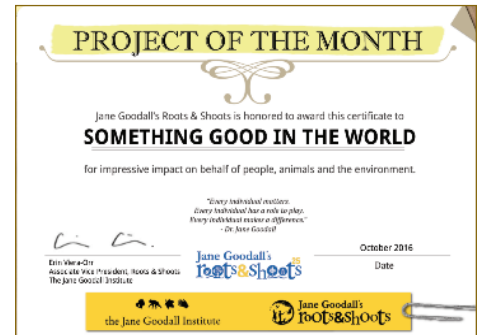 PROJECT OF THE MONTH
Jane Goodall's Roots & Shoots is honored to award this certificate to
SOMETHING GOOD IN THE WORLD
for impressive impact on behalf of people, animals and the environment.
"Every individual matters.
Every individual has a role to play.
Every individual makes a difference."
- Dr. Jane Goodall
Erin Viera-Orr
Associate Vice President, Roots & Shoots
The Jane Goodall Institute
Jane Goodall's
roots&shoots
25
October 2016
Date
the Jane Goodall Institute
Jane Goodall's
roots&shoots